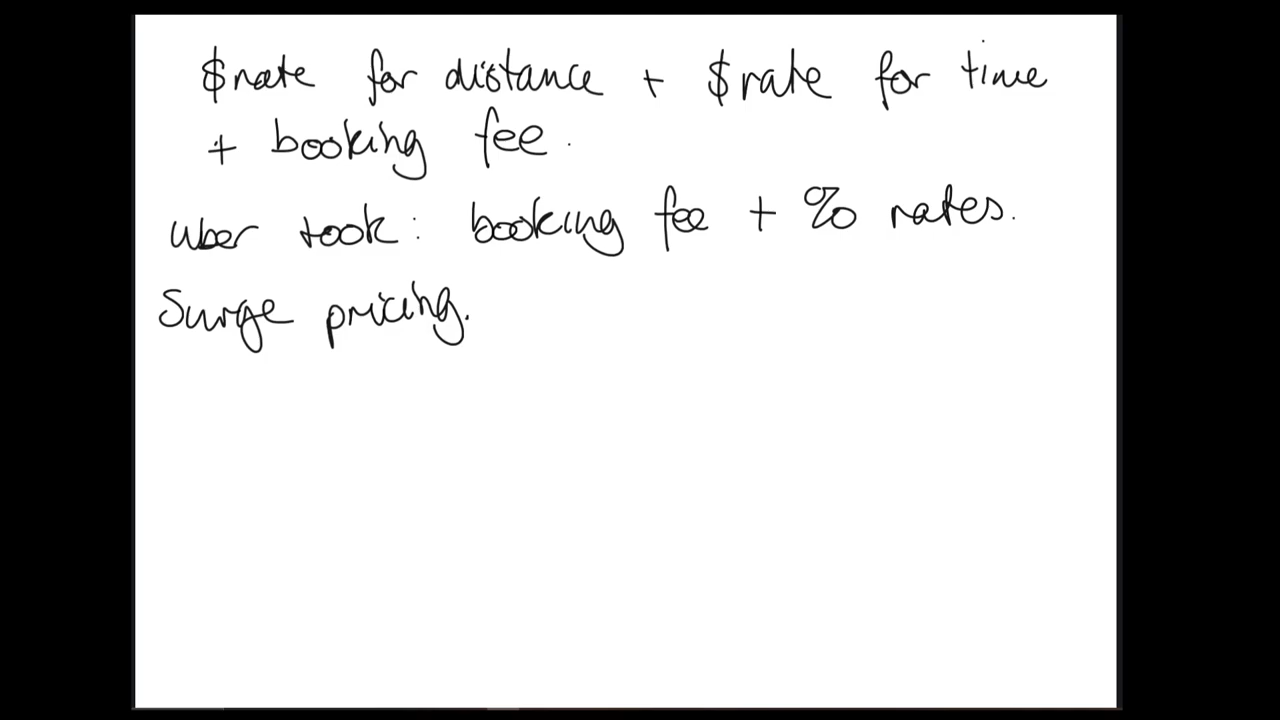 $rate for distance + $rate for time
+ booking fee.
Uber took: booking fee + % rates.
Surge pricing.